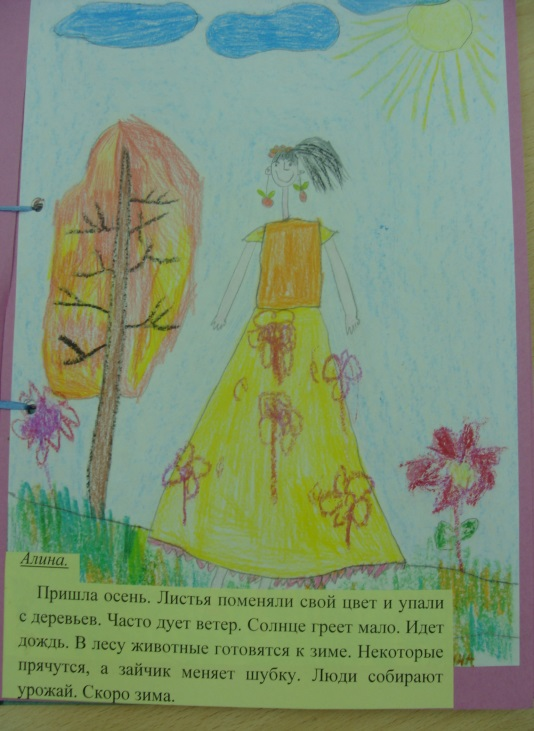 Алина.
Пришла осень. Листья поменяли свой цвет и упали
с деревьев. Часто дует ветер. Солнце греет мало. Идет
дождь. В лесу животные готовятся к зиме. Некоторые
прячутся, а зайчик меняет шубку. Люди собирают
урожай. Скоро зима.